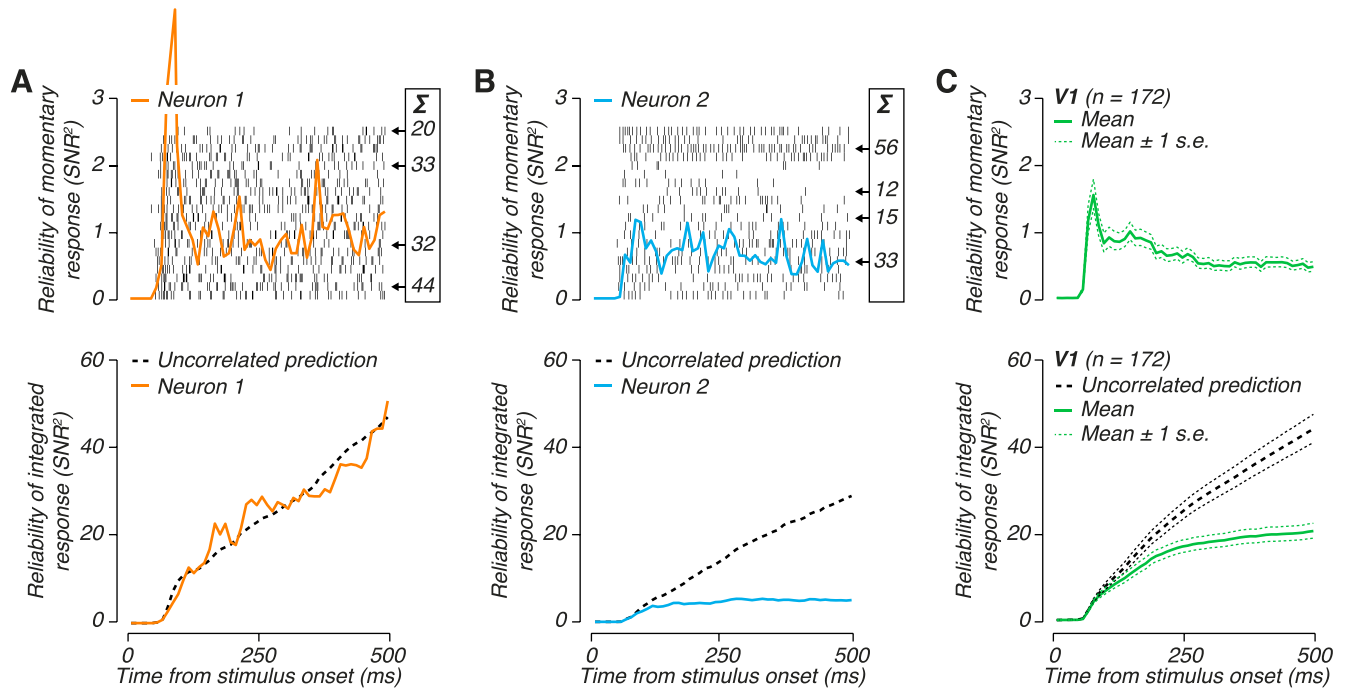 A
Reliability of momentary
response (SNR²)
3
2
1
0
Neuron 1
Σ
20
33
32
44
Reliability of integrated
response (SNR²)
60
40
20
0
Uncorrelated prediction
Neuron 1
0
250
500
Time from stimulus onset (ms)
B
Reliability of momentary
response (SNR²)
3
2
1
0
Neuron 2
Σ
56
12
15
33
Reliability of integrated
response (SNR²)
60
40
20
0
Uncorrelated prediction
Neuron 2
0
250
500
Time from stimulus onset (ms)
C
Reliability of momentary
response (SNR²)
3
2
1
0
V1 (n = 172)
Mean
Mean ± 1 s.e.
Reliability of integrated
response (SNR²)
60
40
20
0
V1 (n = 172)
Uncorrelated prediction
Mean
Mean ± 1 s.e.
0
250
500
Time from stimulus onset (ms)